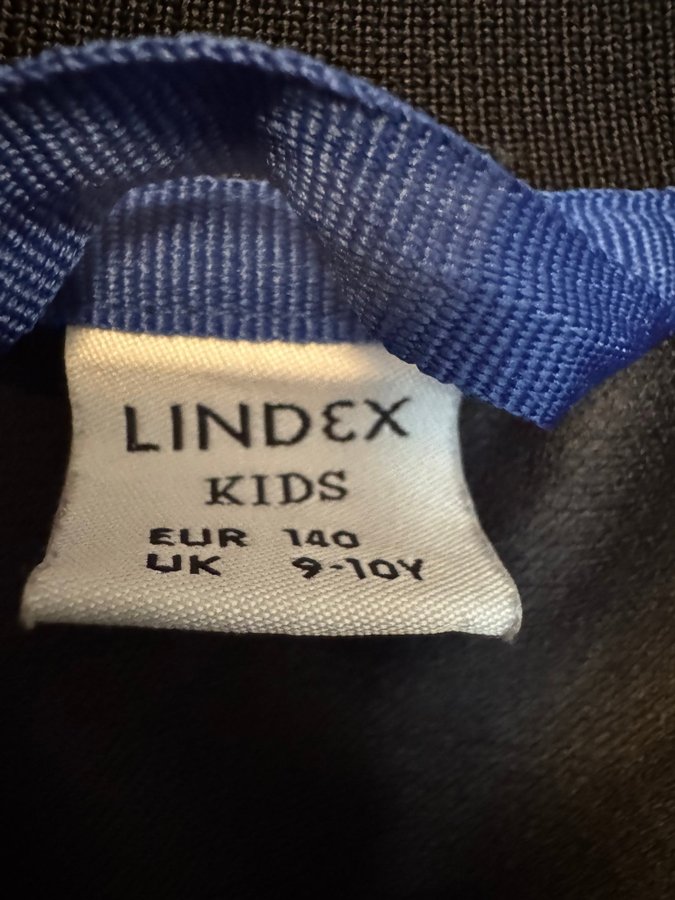 LINDEX
KIDS
EUR 140
UK 9-10Y